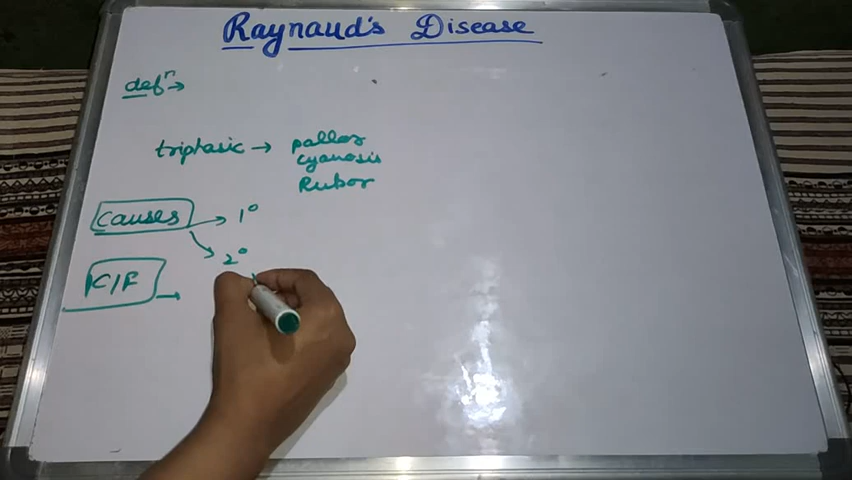 Raynaud's Disease
defⁿ →
triphasic → pallor
cyanosis
Rubor
Causes → 1°
→ 2°
C/F →